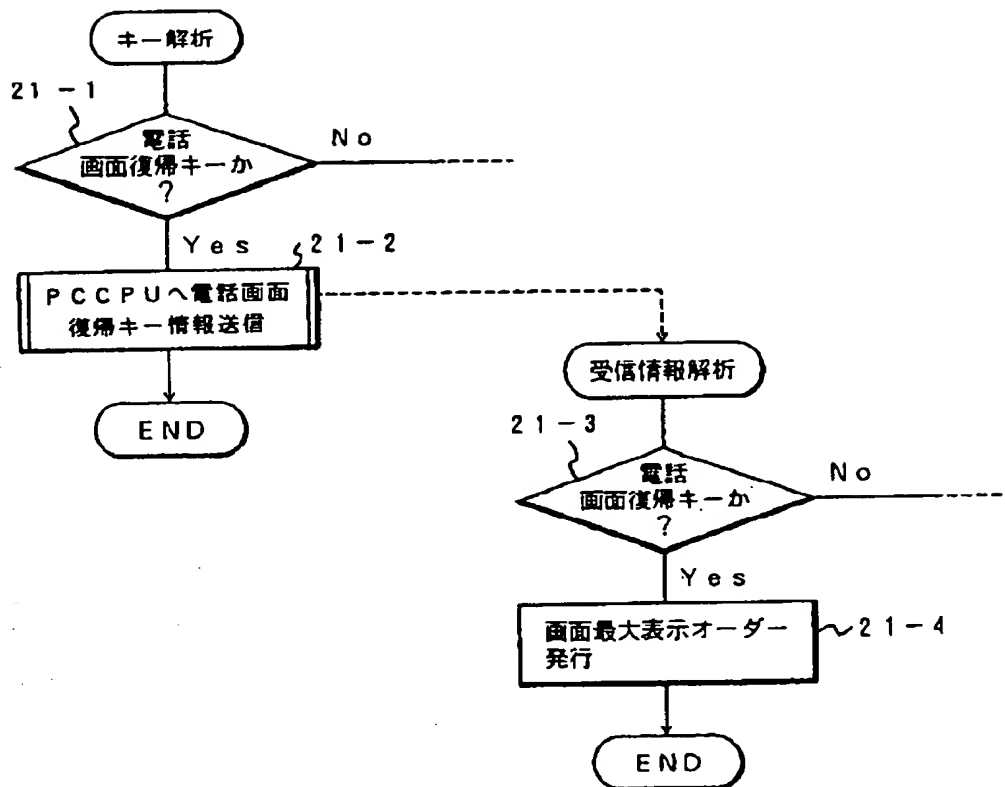 キー解析
21-1
電話
画面復帰キーか
?
No
Yes
21-2
PCCPUへ電話画面
復帰キー情報送信
END
受信情報解析
21-3
電話
画面復帰キーか
?
No
Yes
画面最大表示オーダー
発行
21-4
END